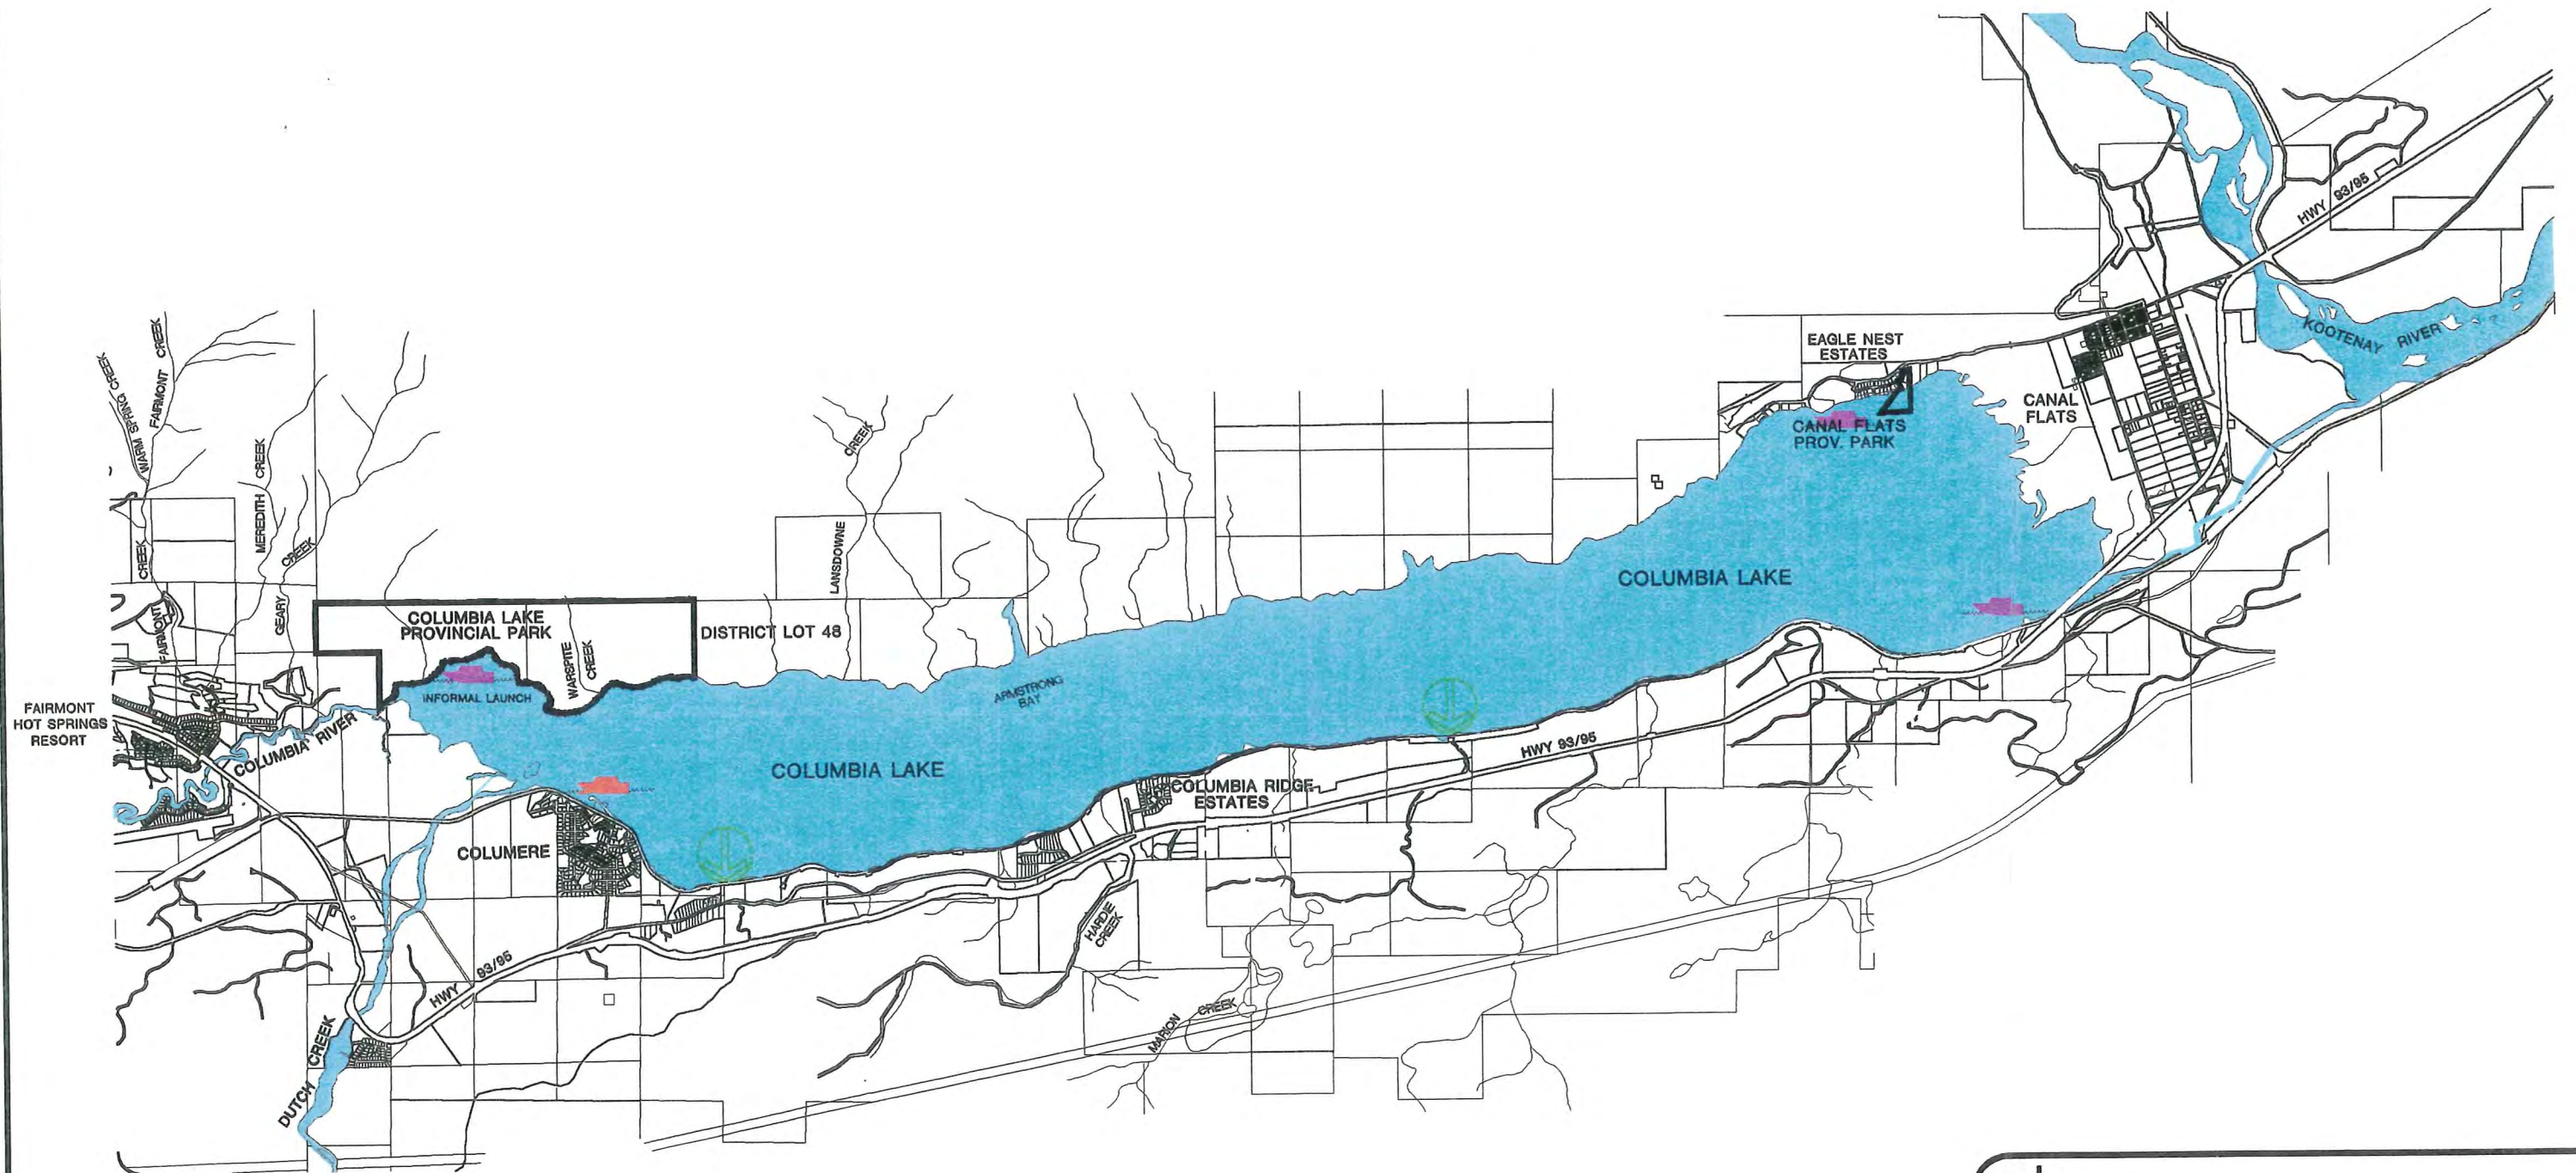 HWY 93/95
KOOTENAY RIVER
EAGLE NEST
ESTATES
CANAL
FLATS
CANAL FLATS
PROV. PARK
WARM SPRING CREEK
FAIRMONT CREEK
MEREDITH CREEK
GEARY
CREEK
FAIRMONT
CREEK
LANSDOWNE
CREEK
COLUMBIA LAKE
PROVINCIAL PARK
WARSPITE
CREEK
DISTRICT LOT 48
INFORMAL LAUNCH
ARMSTRONG
BAY
COLUMBIA LAKE
FAIRMONT
HOT SPRINGS
RESORT
COLUMBIA RIVER
COLUMBIA LAKE
HWY 93/95
COLUMBIA RIDGE
ESTATES
COLUMERE
HARDIE
CREEK
HWY 93/95
MARION CREEK
DUTCH CREEK